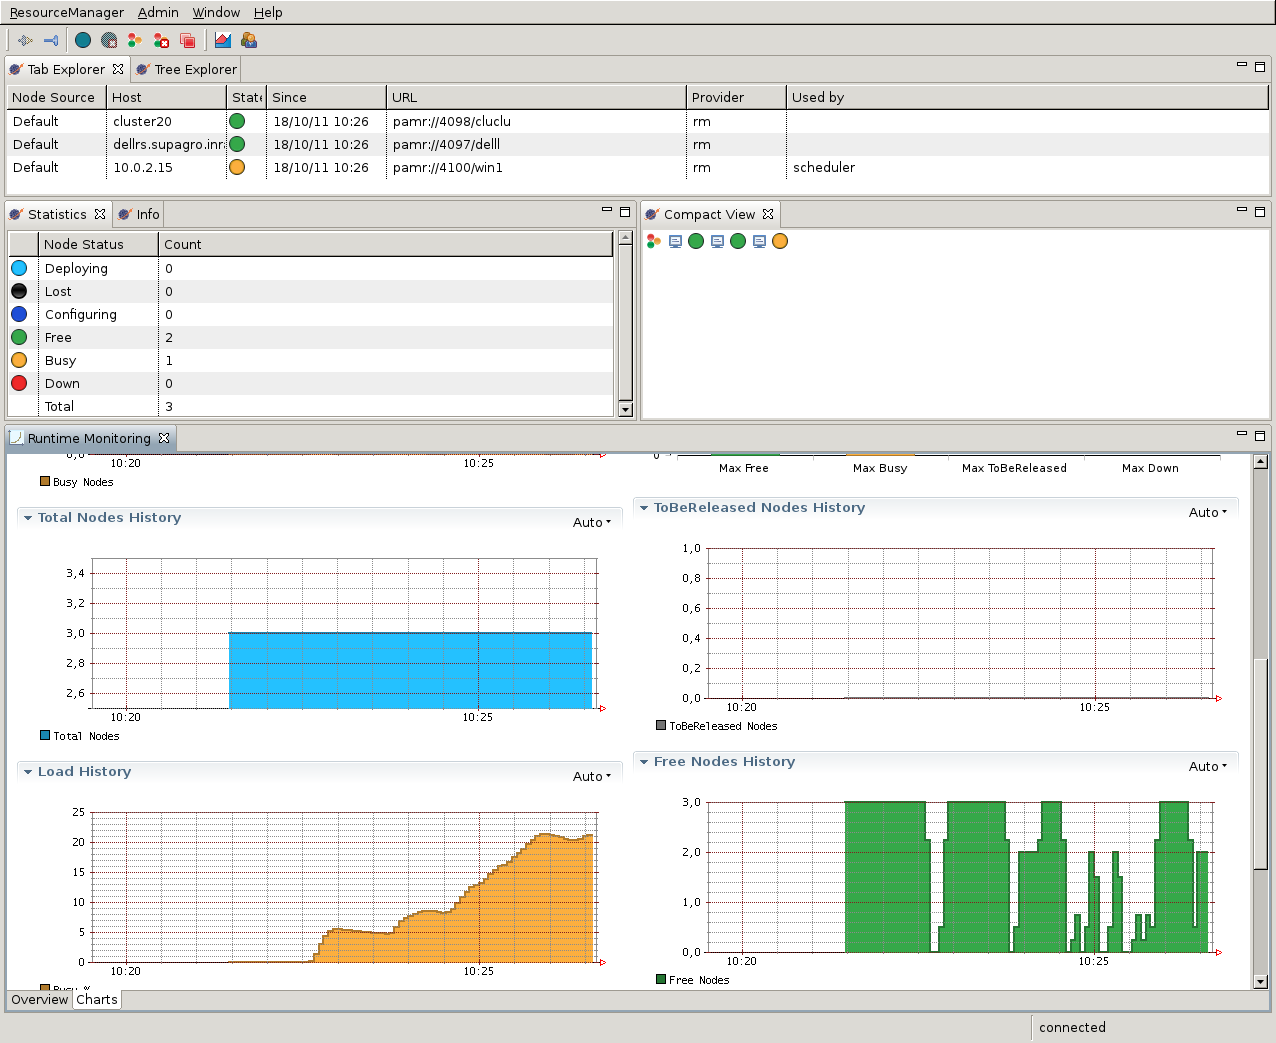 ResourceManager Admin Window Help
Tab Explorer Tree Explorer
Node Source Host State Since URL Provider Used by
Default cluster20 18/10/11 10:26 pamr://4098/cluclu rm
Default dellrs.supagro.inr 18/10/11 10:26 pamr://4097/delll rm
Default 10.0.2.15 18/10/11 10:26 pamr://4100/win1 rm scheduler
Statistics Info
Node Status Count
Deploying 0
Lost 0
Configuring 0
Free 2
Busy 1
Down 0
Total 3
Compact View
Runtime Monitoring
0,0
10:20 10:25
Busy Nodes
0
Max Free Max Busy Max ToBeReleased Max Down
Total Nodes History Auto
3,4
3,2
3,0
2,8
2,6
10:20 10:25
Total Nodes
ToBeReleased Nodes History Auto
1,0
0,8
0,6
0,4
0,2
0,0
10:20 10:25
ToBeReleased Nodes
Load History Auto
25
20
15
10
5
0
10:20 10:25
Busy %
Free Nodes History Auto
3,0
2,0
1,0
0,0
10:20 10:25
Free Nodes
Overview Charts
connected